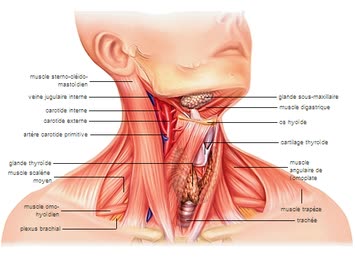 muscle sterno-cléido-
mastoïdien
veine jugulaire interne
carotide interne
carotide externe
artère carotide primitive
glande thyroïde
muscle scalène
moyen
muscle omo-
hyoïdien
plexus brachial
glande sous-maxillaire
muscle digastrique
os hyoïde
cartilage thyroïde
muscle
angulaire de
l'omoplate
muscle trapèze
trachée